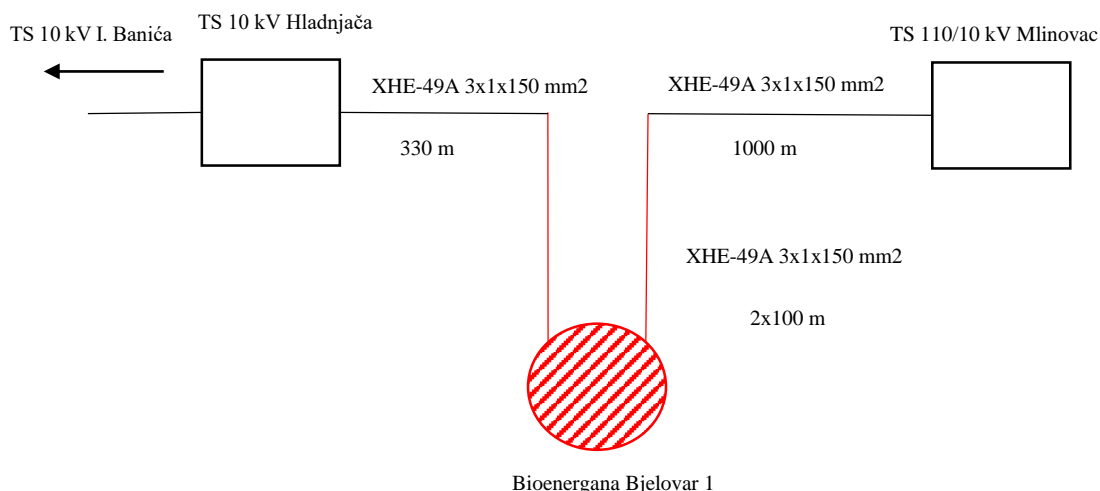 TS 10 kV I. Banića
TS 10 kV Hladnjača
TS 110/10 kV Mlinovac
XHE-49A 3x1x150 mm2
XHE-49A 3x1x150 mm2
330 m
1000 m
XHE-49A 3x1x150 mm2
2x100 m
Bioenergana Bjelovar 1